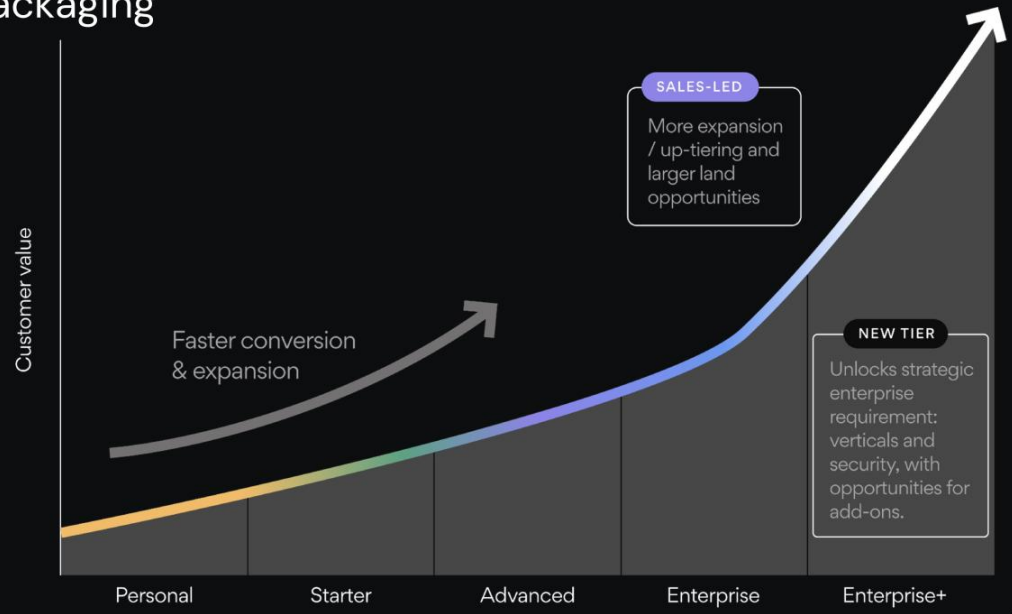 ackaging
SALES-LED
More expansion
/ up-tiering and
larger land
opportunities
Customer value
Faster conversion
& expansion
NEW TIER
Unlocks strategic
enterprise
requirement:
verticals and
security, with
opportunities for
add-ons.
Personal
Starter
Advanced
Enterprise
Enterprise+